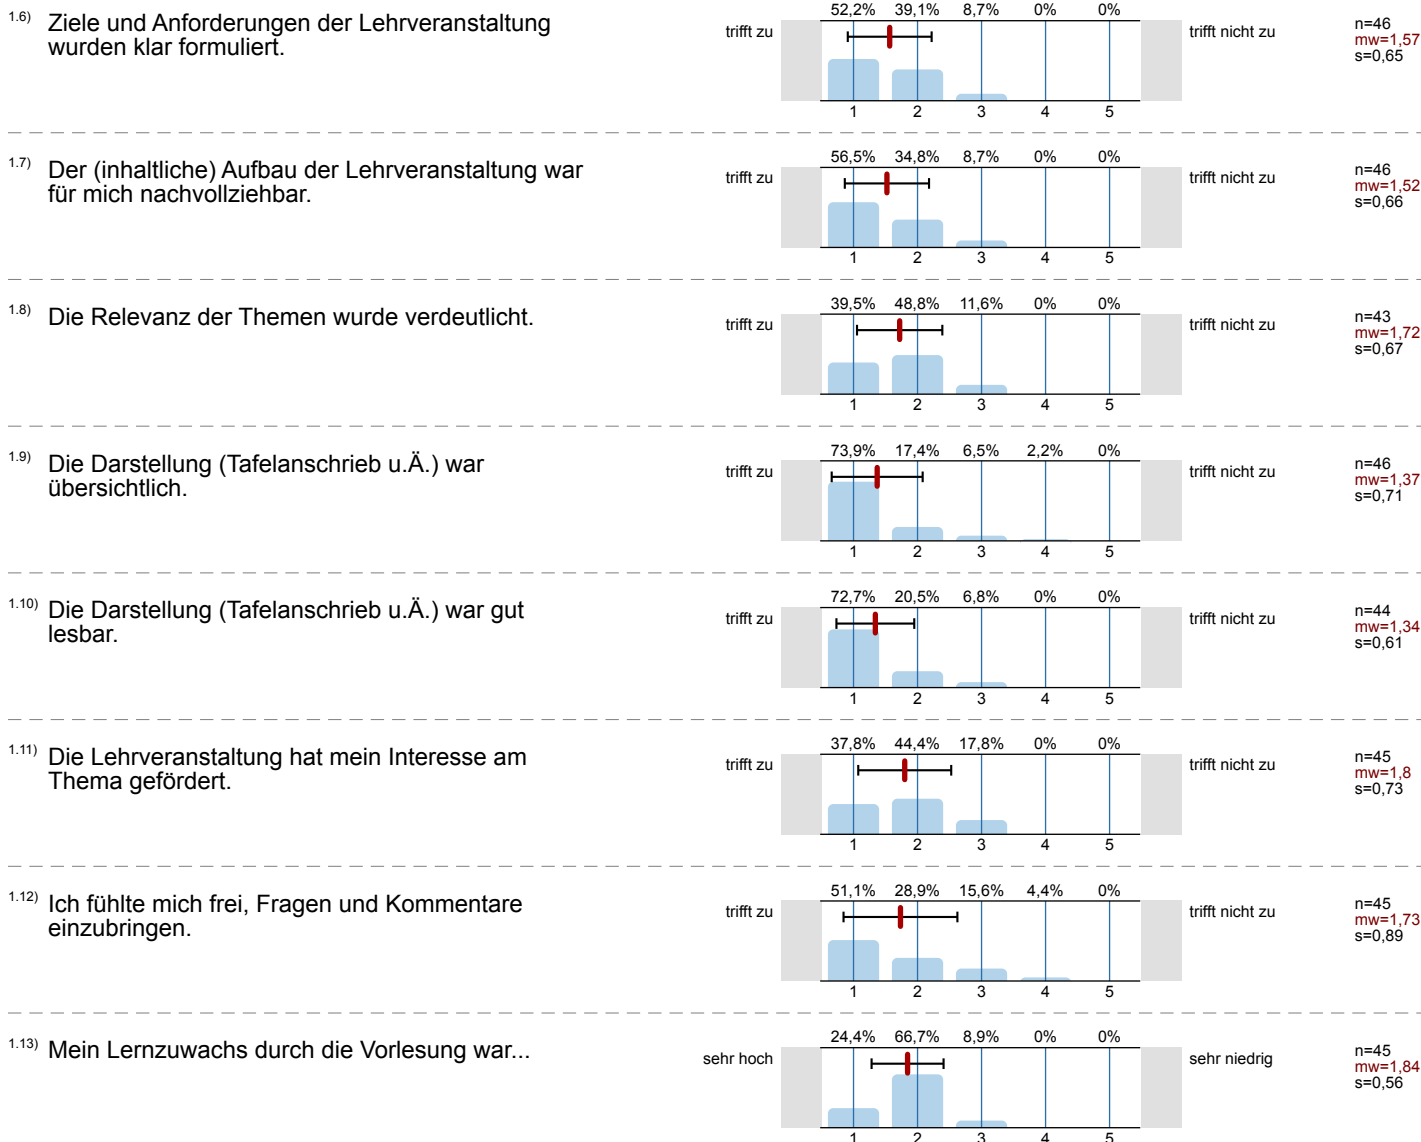 1.6) Ziele und Anforderungen der Lehrveranstaltung
wurden klar formuliert.
52,2% 39,1% 8,7% 0% 0%
trifft zu
trifft nicht zu
n=46
mw=1,57
s=0,65
1 2 3 4 5
1.7) Der (inhaltliche) Aufbau der Lehrveranstaltung war
für mich nachvollziehbar.
56,5% 34,8% 8,7% 0% 0%
trifft zu
trifft nicht zu
n=46
mw=1,52
s=0,66
1 2 3 4 5
1.8) Die Relevanz der Themen wurde verdeutlicht.
39,5% 48,8% 11,6% 0% 0%
trifft zu
trifft nicht zu
n=43
mw=1,72
s=0,67
1 2 3 4 5
1.9) Die Darstellung (Tafelanschrieb u.Ä.) war
übersichtlich.
73,9% 17,4% 6,5% 2,2% 0%
trifft zu
trifft nicht zu
n=46
mw=1,37
s=0,71
1 2 3 4 5
1.10) Die Darstellung (Tafelanschrieb u.Ä.) war gut
lesbar.
72,7% 20,5% 6,8% 0% 0%
trifft zu
trifft nicht zu
n=44
mw=1,34
s=0,61
1 2 3 4 5
1.11) Die Lehrveranstaltung hat mein Interesse am
Thema gefördert.
37,8% 44,4% 17,8% 0% 0%
trifft zu
trifft nicht zu
n=45
mw=1,8
s=0,73
1 2 3 4 5
1.12) Ich fühlte mich frei, Fragen und Kommentare
einzubringen.
51,1% 28,9% 15,6% 4,4% 0%
trifft zu
trifft nicht zu
n=45
mw=1,73
s=0,89
1 2 3 4 5
1.13) Mein Lernzuwachs durch die Vorlesung war...
24,4% 66,7% 8,9% 0% 0%
sehr hoch
sehr niedrig
n=45
mw=1,84
s=0,56
1 2 3 4 5